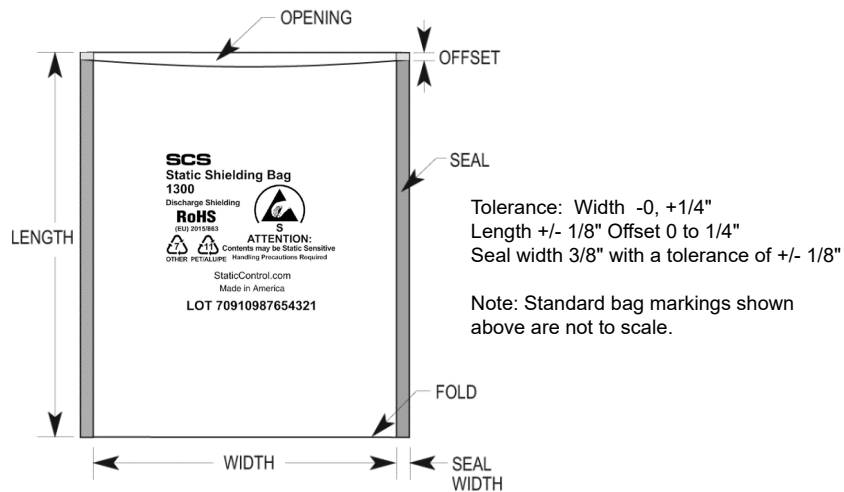 OPENING
OFFSET
SEAL
SCS
Static Shielding Bag
1300
Discharge Shielding
RoHS
(EU) 2015/863
S
ATTENTION:
Contents may be Static Sensitive
Handling Precautions Required
7
OTHER
11
PET/ALU/PE
StaticControl.com
Made in America
LOT 70910987654321
LENGTH
Tolerance: Width -0, +1/4"
Length +/- 1/8" Offset 0 to 1/4"
Seal width 3/8" with a tolerance of +/- 1/8"
Note: Standard bag markings shown
above are not to scale.
FOLD
WIDTH
SEAL
WIDTH